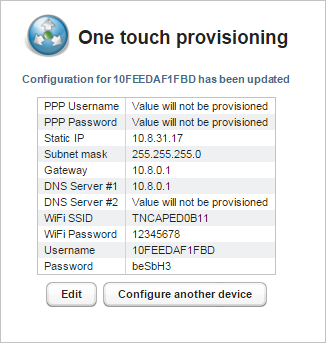 One touch provisioning
Configuration for 10FEEDAF1FBD has been updated
PPP Username Value will not be provisioned
PPP Password Value will not be provisioned
Static IP 10.8.31.17
Subnet mask 255.255.255.0
Gateway 10.8.0.1
DNS Server #1 10.8.0.1
DNS Server #2 Value will not be provisioned
WiFi SSID TNCAPED0B11
WiFi Password 12345678
Username 10FEEDAF1FBD
Password beSbH3
Edit Configure another device